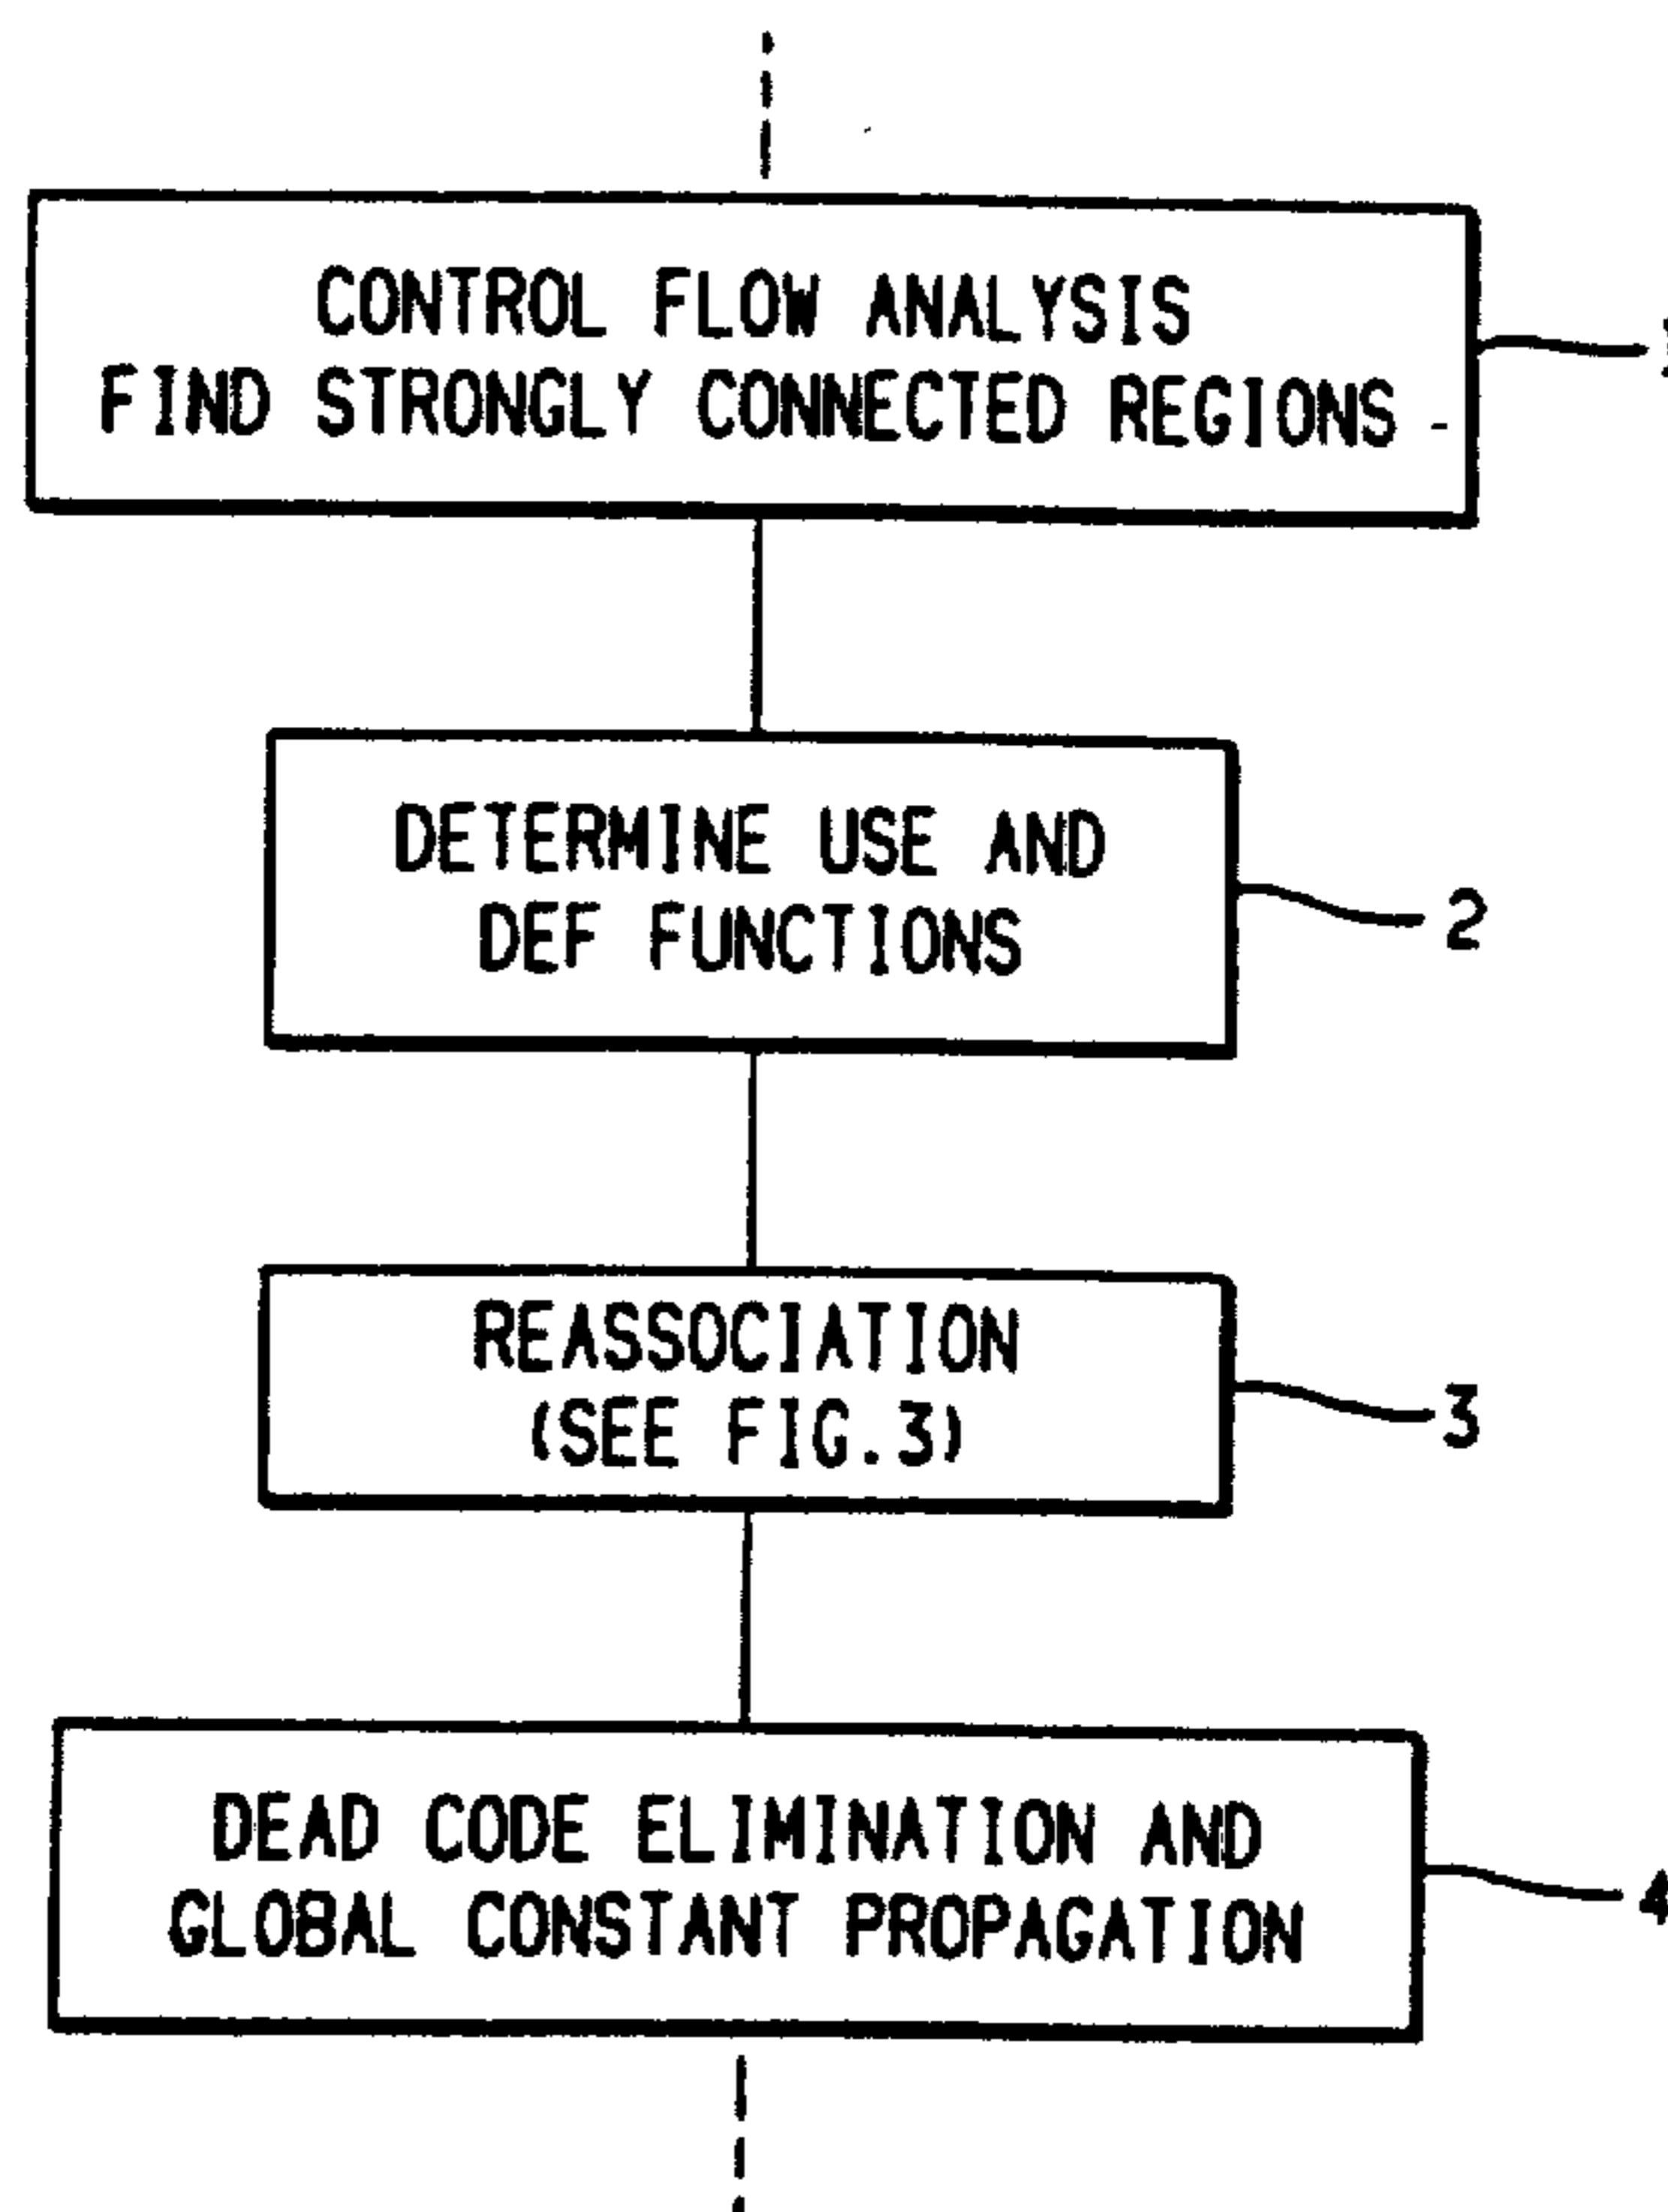 CONTROL FLOW ANALYSIS
FIND STRONGLY CONNECTED REGIONS
DETERMINE USE AND
DEF FUNCTIONS
2
REASSOCIATION
(SEE FIG.3)
3
DEAD CODE ELIMINATION AND
GLOBAL CONSTANT PROPAGATION
4